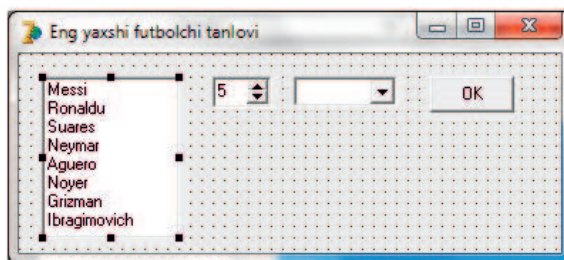 Eng yaxshi futbolchi tanlovi
Messi
Ronaldu
Suares
Neymar
Aguero
Noyer
Grizman
Ibragimovich
5
OK